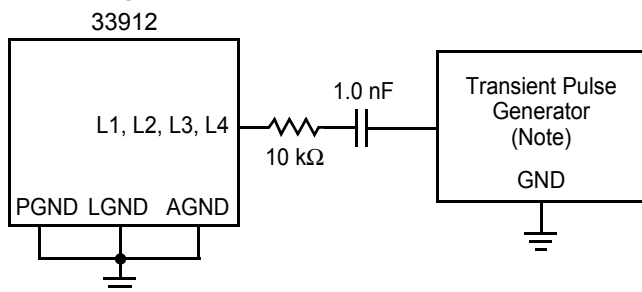 33912
L1, L2, L3, L4
10 kΩ
1.0 nF
Transient Pulse
Generator
(Note)
GND
PGND LGND AGND